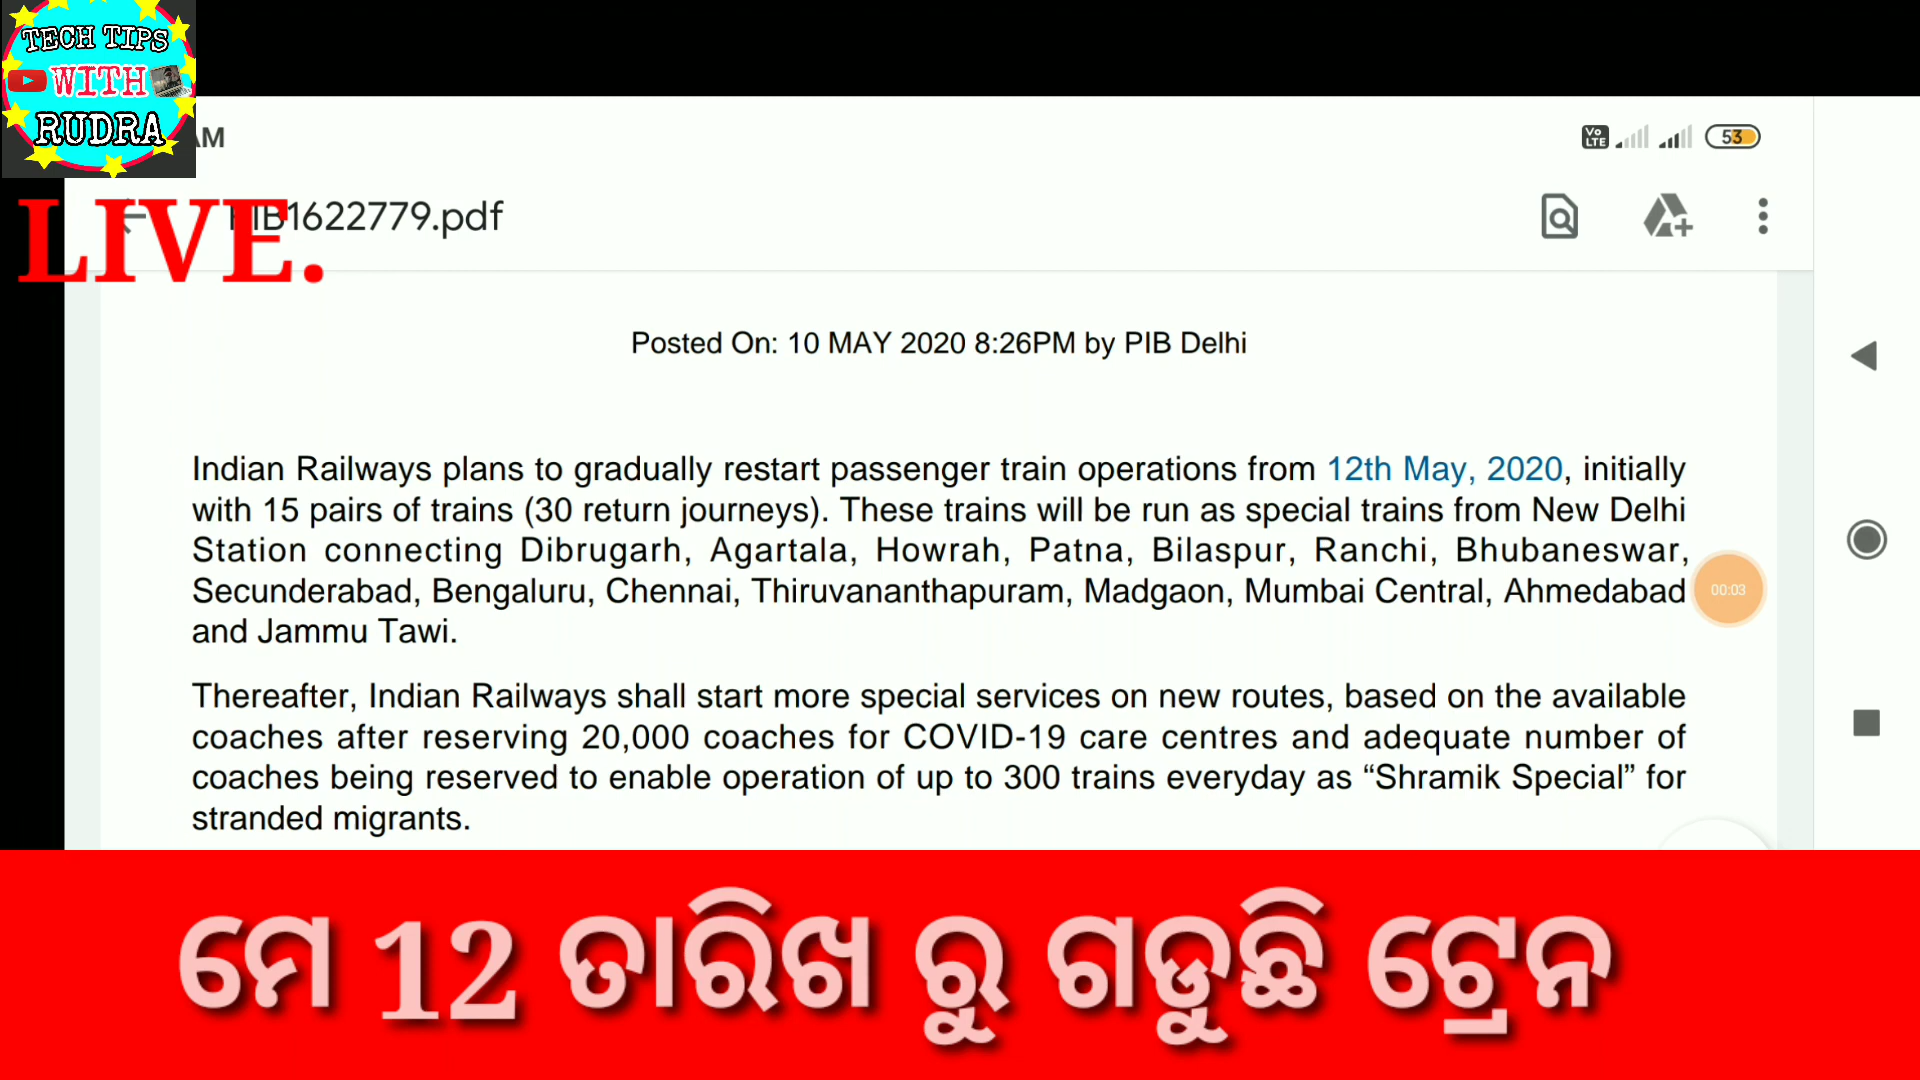 TECH TIPS
WITH
RUDRA
AM
Vo LTE
53
LIVE.
PIB1622779.pdf
Posted On: 10 MAY 2020 8:26PM by PIB Delhi
Indian Railways plans to gradually restart passenger train operations from 12th May, 2020, initially
with 15 pairs of trains (30 return journeys). These trains will be run as special trains from New Delhi
Station connecting Dibrugarh, Agartala, Howrah, Patna, Bilaspur, Ranchi, Bhubaneswar,
Secunderabad, Bengaluru, Chennai, Thiruvananthapuram, Madgaon, Mumbai Central, Ahmedabad
and Jammu Tawi.
00:03
Thereafter, Indian Railways shall start more special services on new routes, based on the available
coaches after reserving 20,000 coaches for COVID-19 care centres and adequate number of
coaches being reserved to enable operation of up to 300 trains everyday as “Shramik Special” for
stranded migrants.
ମେ 12 ତାରିଖ ରୁ ଗଡୁଛି ଟ୍ରେନ